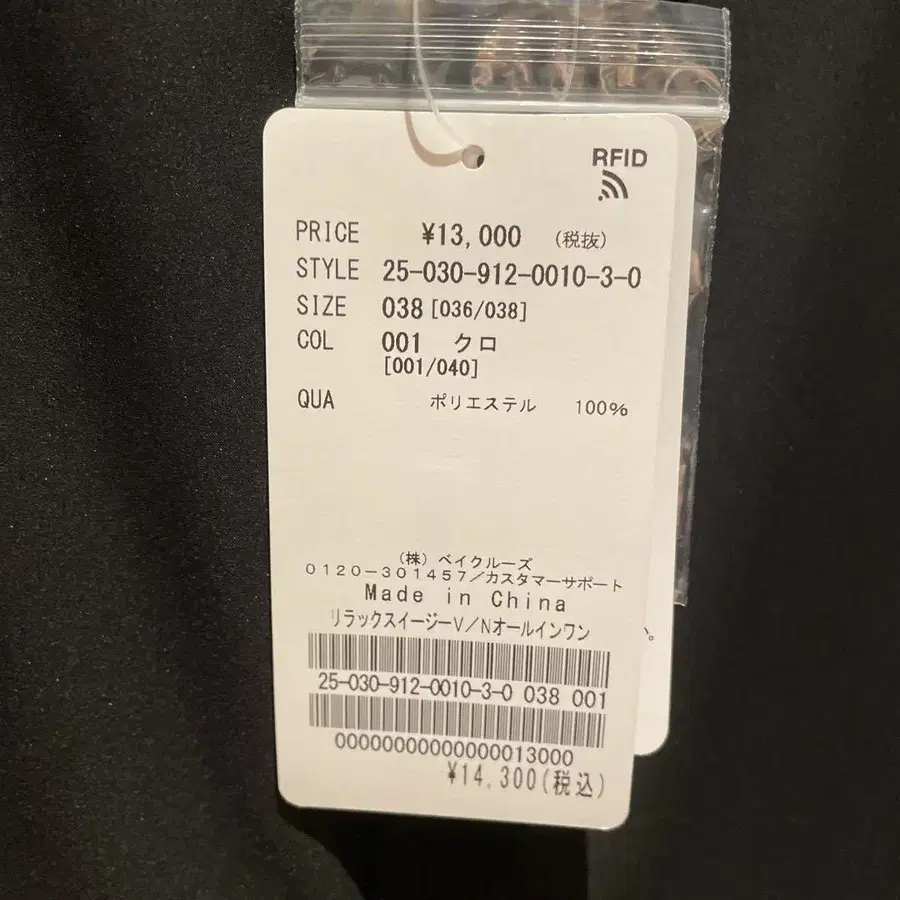 RFID
PRICE ¥13,000 (税抜)
STYLE 25-030-912-0010-3-0
SIZE 038 [036/038]
COL 001 クロ
[001/040]
QUA ポリエステル 100%
(株) ベイクルーズ
0120-301457/カスタマーサポート
Made in China
リラックスイージーV/Nオールインワン
25-030-912-0010-3-0 038 001
00000000000000013000
¥14,300(税込)